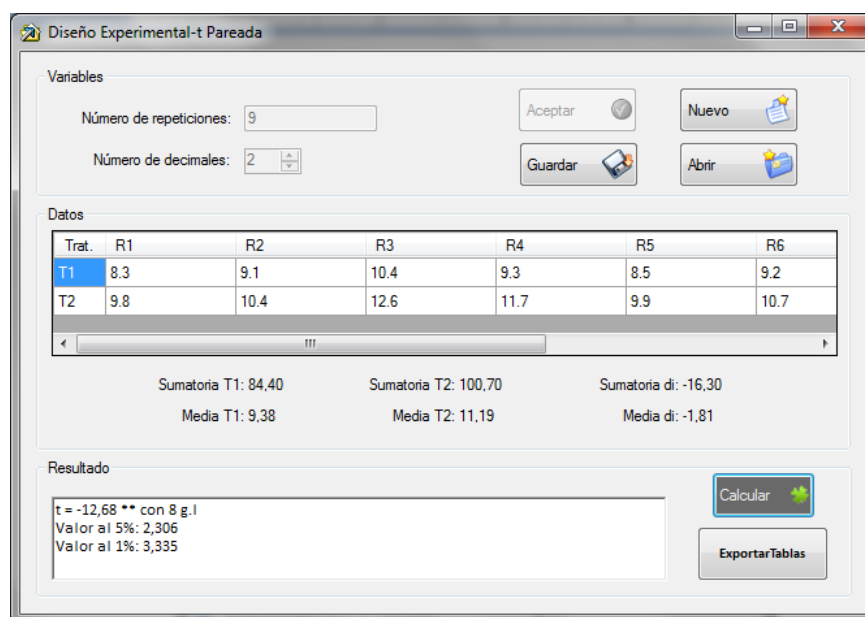 Diseño Experimental-t Pareada
Variables
Número de repeticiones: 9
Aceptar
Nuevo
Número de decimales: 2
Guardar
Abrir
Datos
Trat. R1 R2 R3 R4 R5 R6
T1 8.3 9.1 10.4 9.3 8.5 9.2
T2 9.8 10.4 12.6 11.7 9.9 10.7
Sumatoria T1: 84,40 Sumatoria T2: 100,70 Sumatoria di: -16,30
Media T1: 9,38 Media T2: 11,19 Media di: -1,81
Resultado
t = -12,68 ** con 8 g.l
Valor al 5%: 2,306
Valor al 1%: 3,335
Calcular
ExportarTablas